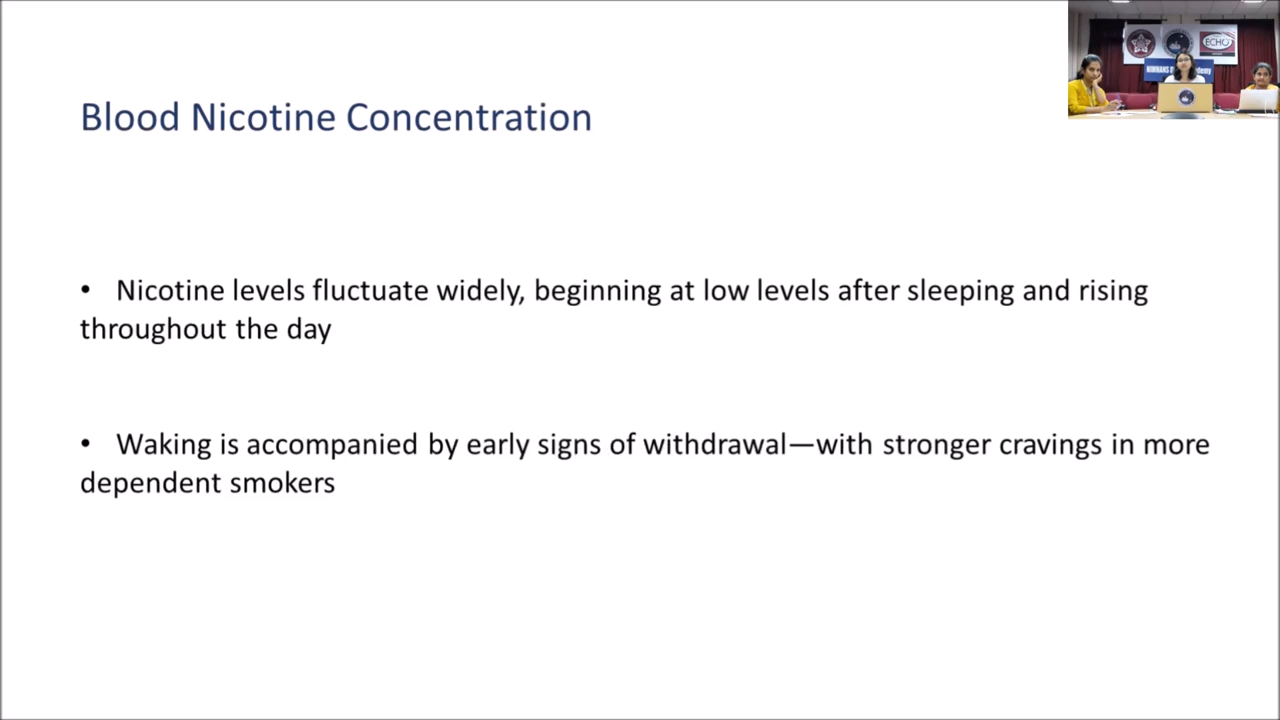 Blood Nicotine Concentration
• Nicotine levels fluctuate widely, beginning at low levels after sleeping and rising
throughout the day
• Waking is accompanied by early signs of withdrawal—with stronger cravings in more
dependent smokers
ECHO